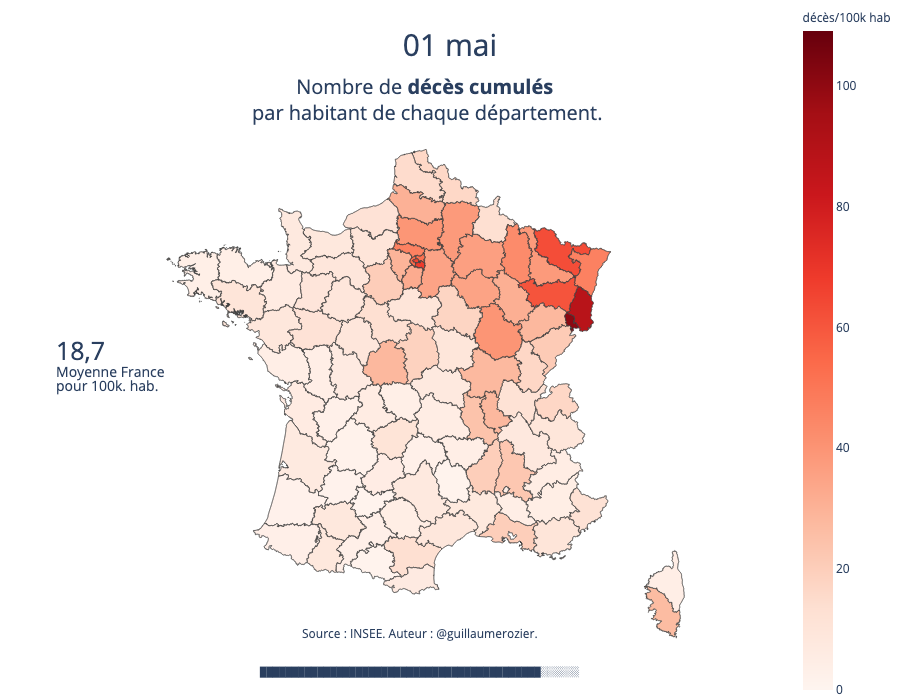 décès/100k hab
01 mai
Nombre de décès cumulés
par habitant de chaque département.
100
80
60
40
20
0
18,7
Moyenne France
pour 100k. hab.
Source : INSEE. Auteur : @guillaumerozier.